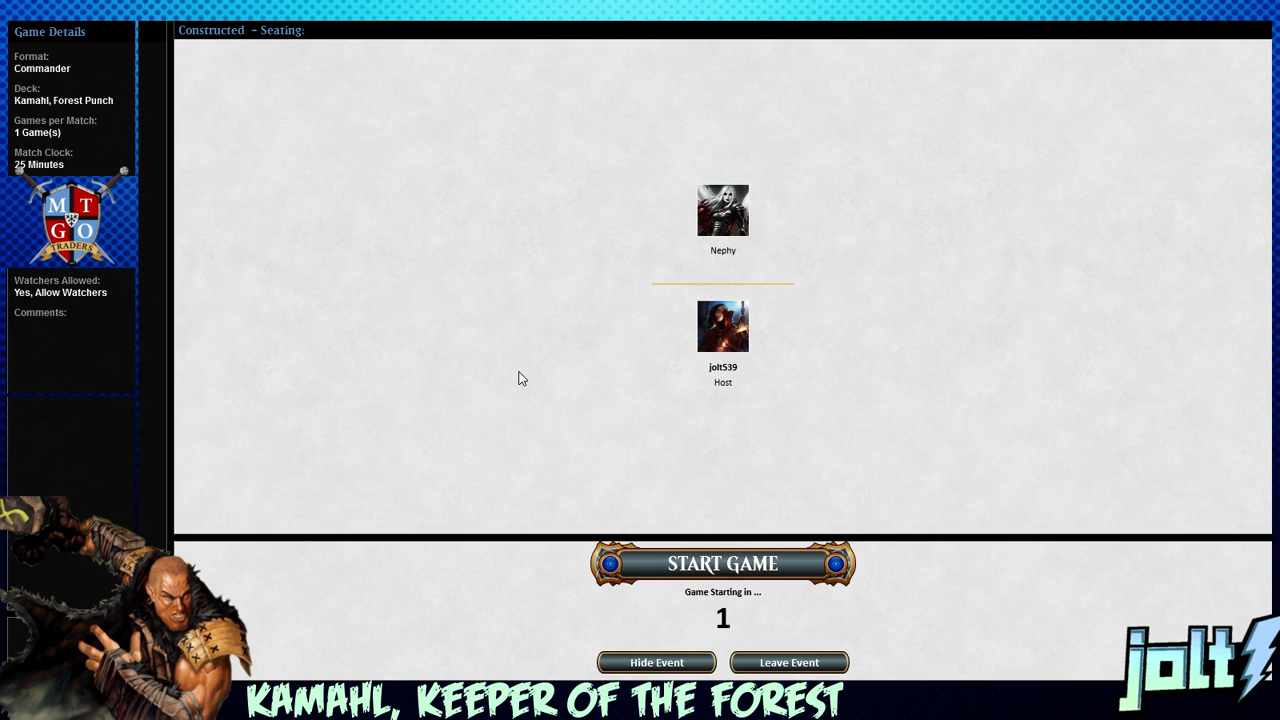 Game Details
Format:
Commander
Deck:
Kamahl, Forest Punch
Games per Match:
1 Game(s)
Match Clock:
25 Minutes
M T
G O
TRADERS
Watchers Allowed:
Yes, Allow Watchers
Comments:
Constructed - Seating:
Nephy
jolt539
Host
START GAME
Game Starting in ...
1
Hide Event
Leave Event
KAMAHL, KEEPER OF THE FOREST
jolt